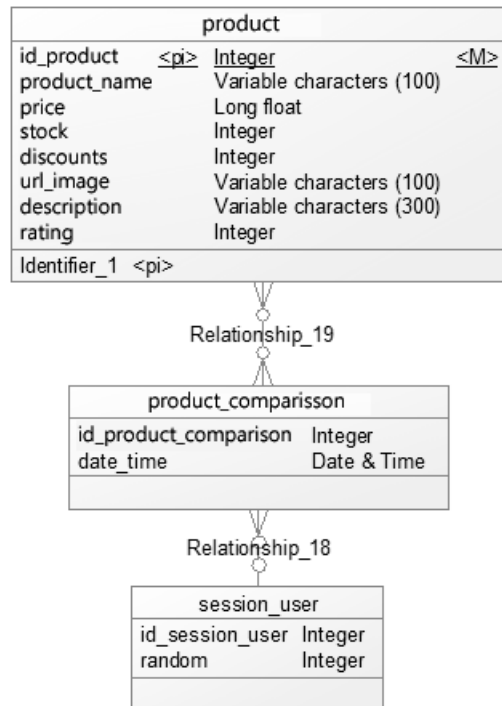 product
id_product <pi> Integer <M>
product_name Variable characters (100)
price Long float
stock Integer
discounts Integer
url_image Variable characters (100)
description Variable characters (300)
rating Integer
Identifier_1 <pi>
Relationship_19
product_comparisson
id_product_comparison Integer
date_time Date & Time
Relationship_18
session_user
id_session_user Integer
random Integer